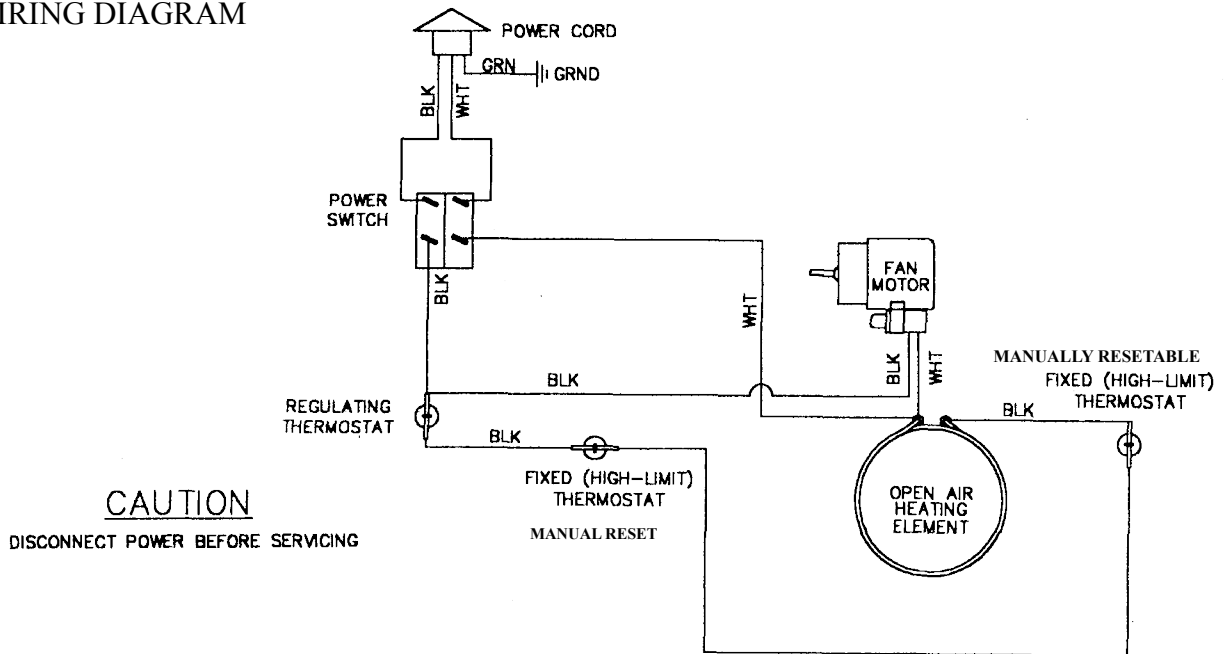 IRING DIAGRAM
POWER CORD
GRN
GRND
BLK
WHT
POWER
SWITCH
BLK
WHT
FAN
MOTOR
BLK
WHT
MANUALLY RESETABLE
FIXED (HIGH-LIMIT)
THERMOSTAT
BLK
BLK
REGULATING
THERMOSTAT
BLK
FIXED (HIGH-LIMIT)
THERMOSTAT
MANUAL RESET
OPEN AIR
HEATING
ELEMENT
CAUTION
DISCONNECT POWER BEFORE SERVICING